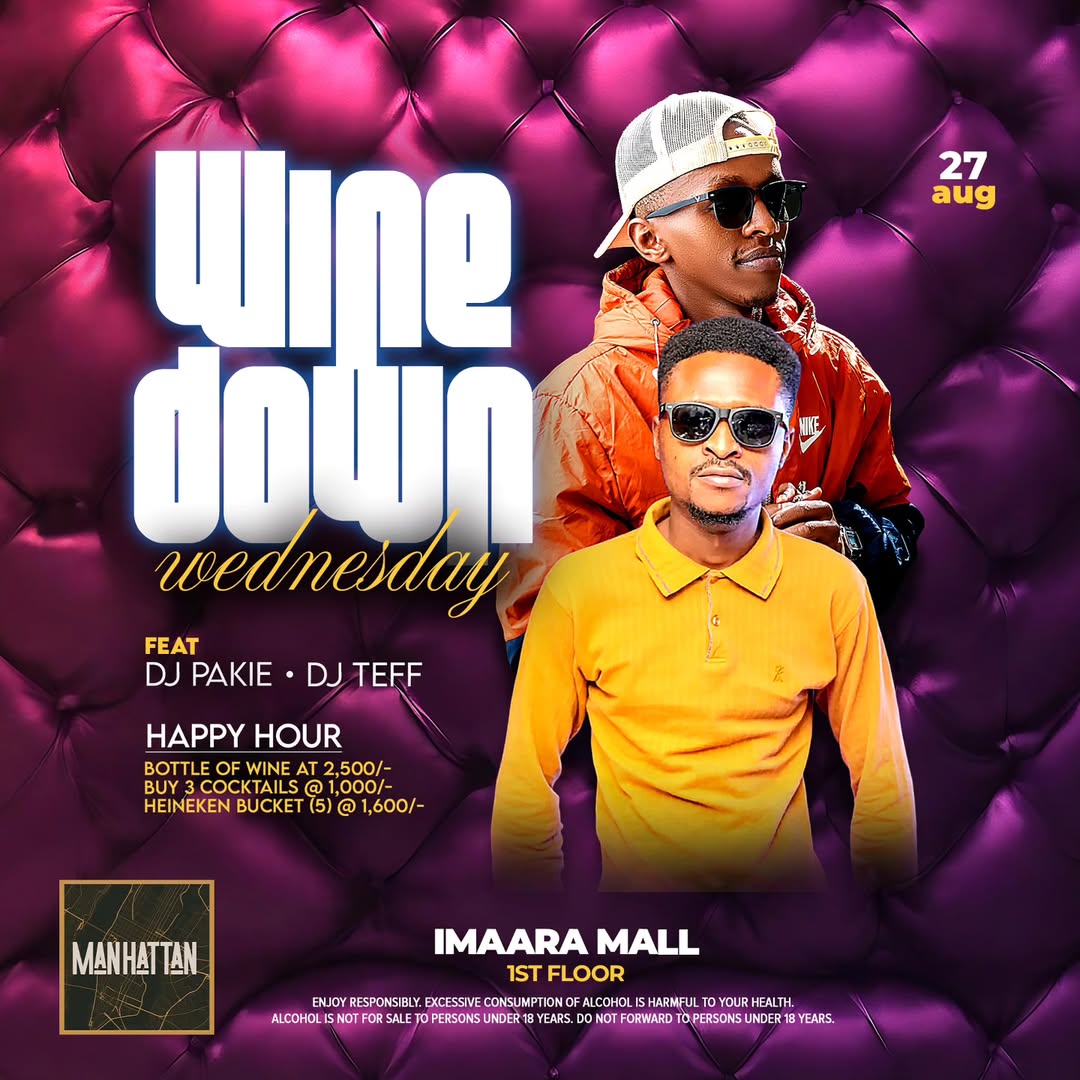 Wine
down
wednesday
27
aug
NIKE
FEAT
DJ PAKIE • DJ TEFF
HAPPY HOUR
BOTTLE OF WINE AT 2,500/-
BUY 3 COCKTAILS @ 1,000/-
HEINEKEN BUCKET (5) @ 1,600/-
MANHATTAN
IMAARA MALL
1ST FLOOR
ENJOY RESPONSIBLY. EXCESSIVE CONSUMPTION OF ALCOHOL IS HARMFUL TO YOUR HEALTH.
ALCOHOL IS NOT FOR SALE TO PERSONS UNDER 18 YEARS. DO NOT FORWARD TO PERSONS UNDER 18 YEARS.